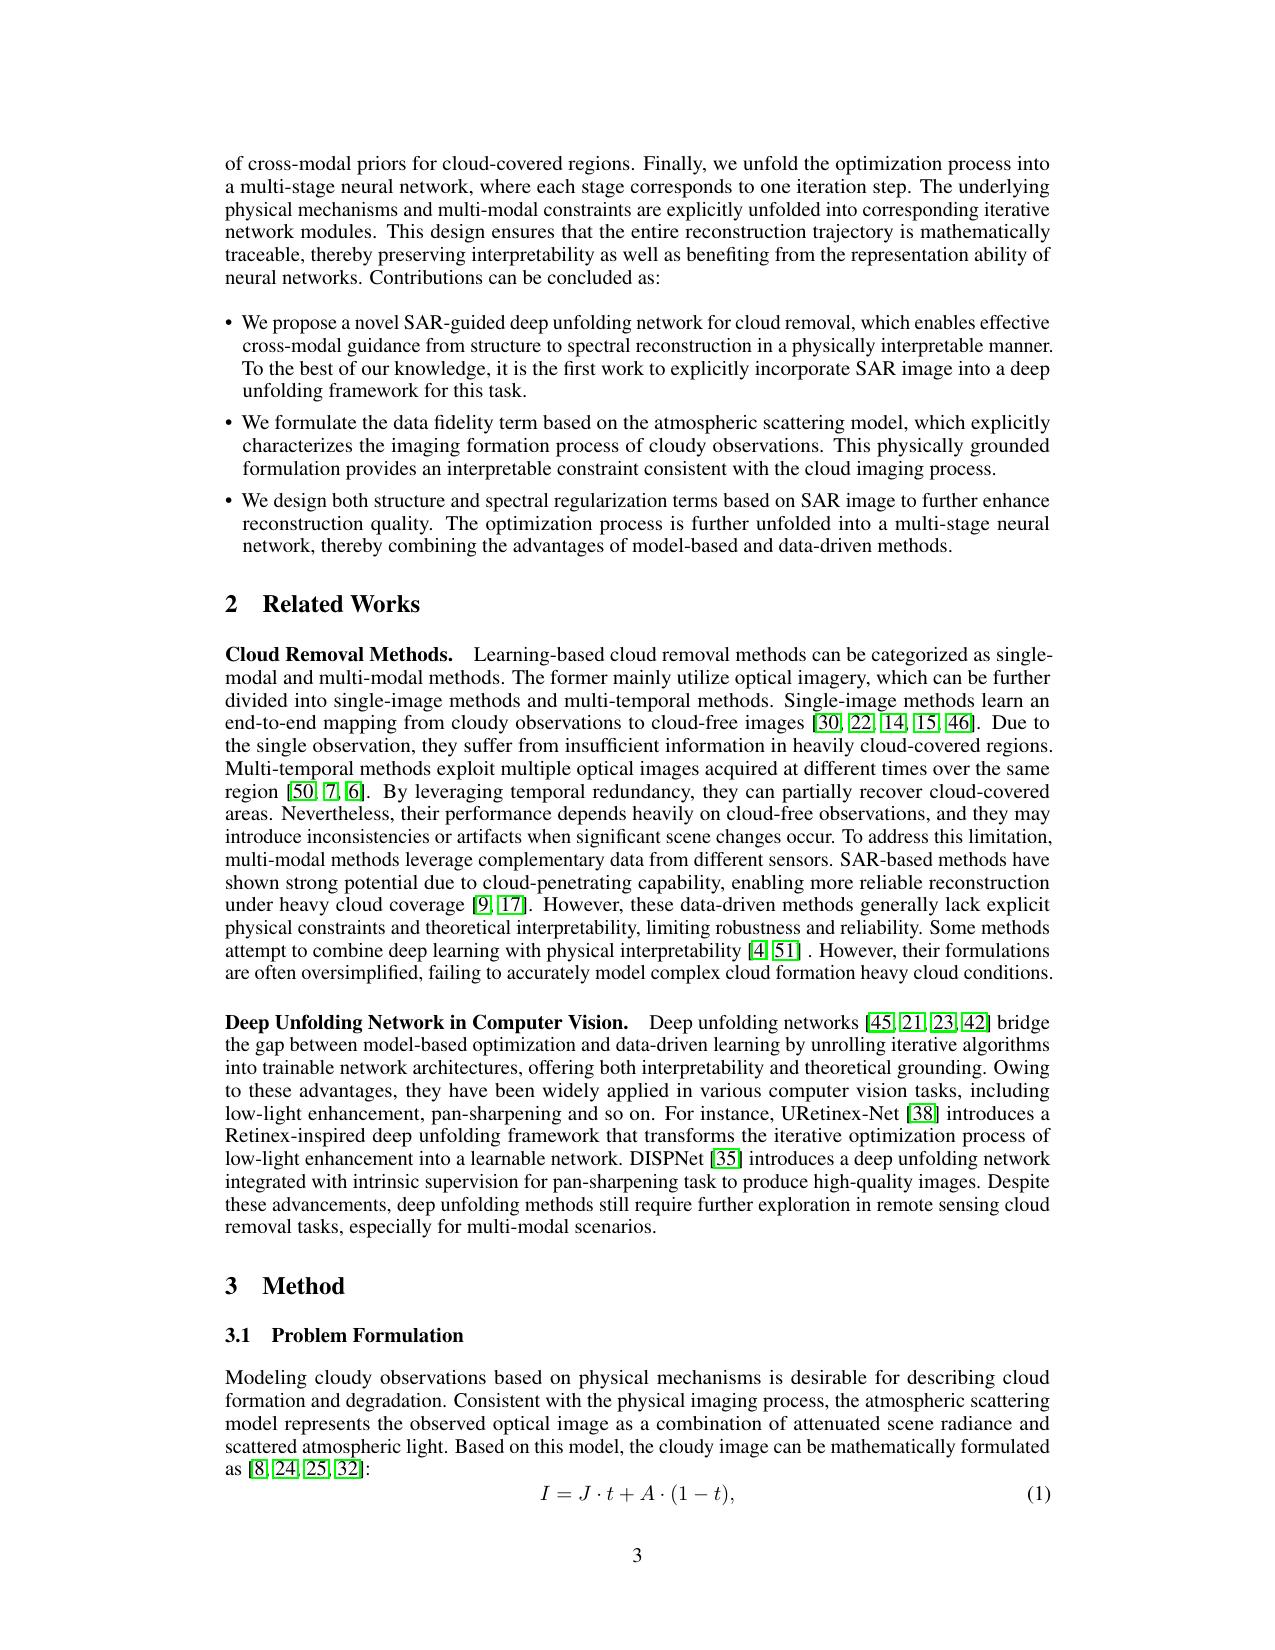 of cross-modal priors for cloud-covered regions. Finally, we unfold the optimization process into
a multi-stage neural network, where each stage corresponds to one iteration step. The underlying
physical mechanisms and multi-modal constraints are explicitly unfolded into corresponding iterative
network modules. This design ensures that the entire reconstruction trajectory is mathematically
traceable, thereby preserving interpretability as well as benefiting from the representation ability of
neural networks. Contributions can be concluded as:
• We propose a novel SAR-guided deep unfolding network for cloud removal, which enables effective
cross-modal guidance from structure to spectral reconstruction in a physically interpretable manner.
To the best of our knowledge, it is the first work to explicitly incorporate SAR image into a deep
unfolding framework for this task.
• We formulate the data fidelity term based on the atmospheric scattering model, which explicitly
characterizes the imaging formation process of cloudy observations. This physically grounded
formulation provides an interpretable constraint consistent with the cloud imaging process.
• We design both structure and spectral regularization terms based on SAR image to further enhance
reconstruction quality. The optimization process is further unfolded into a multi-stage neural
network, thereby combining the advantages of model-based and data-driven methods.
2 Related Works
Cloud Removal Methods. Learning-based cloud removal methods can be categorized as single-
modal and multi-modal methods. The former mainly utilize optical imagery, which can be further
divided into single-image methods and multi-temporal methods. Single-image methods learn an
end-to-end mapping from cloudy observations to cloud-free images [30, 22, 14, 15, 46]. Due to
the single observation, they suffer from insufficient information in heavily cloud-covered regions.
Multi-temporal methods exploit multiple optical images acquired at different times over the same
region [50, 7, 6]. By leveraging temporal redundancy, they can partially recover cloud-covered
areas. Nevertheless, their performance depends heavily on cloud-free observations, and they may
introduce inconsistencies or artifacts when significant scene changes occur. To address this limitation,
multi-modal methods leverage complementary data from different sensors. SAR-based methods have
shown strong potential due to cloud-penetrating capability, enabling more reliable reconstruction
under heavy cloud coverage [9, 17]. However, these data-driven methods generally lack explicit
physical constraints and theoretical interpretability, limiting robustness and reliability. Some methods
attempt to combine deep learning with physical interpretability [4, 51] . However, their formulations
are often oversimplified, failing to accurately model complex cloud formation heavy cloud conditions.
Deep Unfolding Network in Computer Vision. Deep unfolding networks [45, 21, 23, 42] bridge
the gap between model-based optimization and data-driven learning by unrolling iterative algorithms
into trainable network architectures, offering both interpretability and theoretical grounding. Owing
to these advantages, they have been widely applied in various computer vision tasks, including
low-light enhancement, pan-sharpening and so on. For instance, URetinex-Net [38] introduces a
Retinex-inspired deep unfolding framework that transforms the iterative optimization process of
low-light enhancement into a learnable network. DISPNet [35] introduces a deep unfolding network
integrated with intrinsic supervision for pan-sharpening task to produce high-quality images. Despite
these advancements, deep unfolding methods still require further exploration in remote sensing cloud
removal tasks, especially for multi-modal scenarios.
3 Method
3.1 Problem Formulation
Modeling cloudy observations based on physical mechanisms is desirable for describing cloud
formation and degradation. Consistent with the physical imaging process, the atmospheric scattering
model represents the observed optical image as a combination of attenuated scene radiance and
scattered atmospheric light. Based on this model, the cloudy image can be mathematically formulated
as [8, 24, 25, 32]:
I = J · t + A · (1 − t), (1)
3